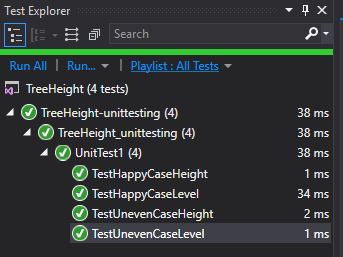 Test Explorer
Search
Run All | Run... | Playlist : All Tests
TreeHeight (4 tests)
TreeHeight-unittesting (4) 38 ms
TreeHeight_unittesting (4) 38 ms
UnitTest1 (4) 38 ms
TestHappyCaseHeight 1 ms
TestHappyCaseLevel 34 ms
TestUnevenCaseHeight 2 ms
TestUnevenCaseLevel 1 ms